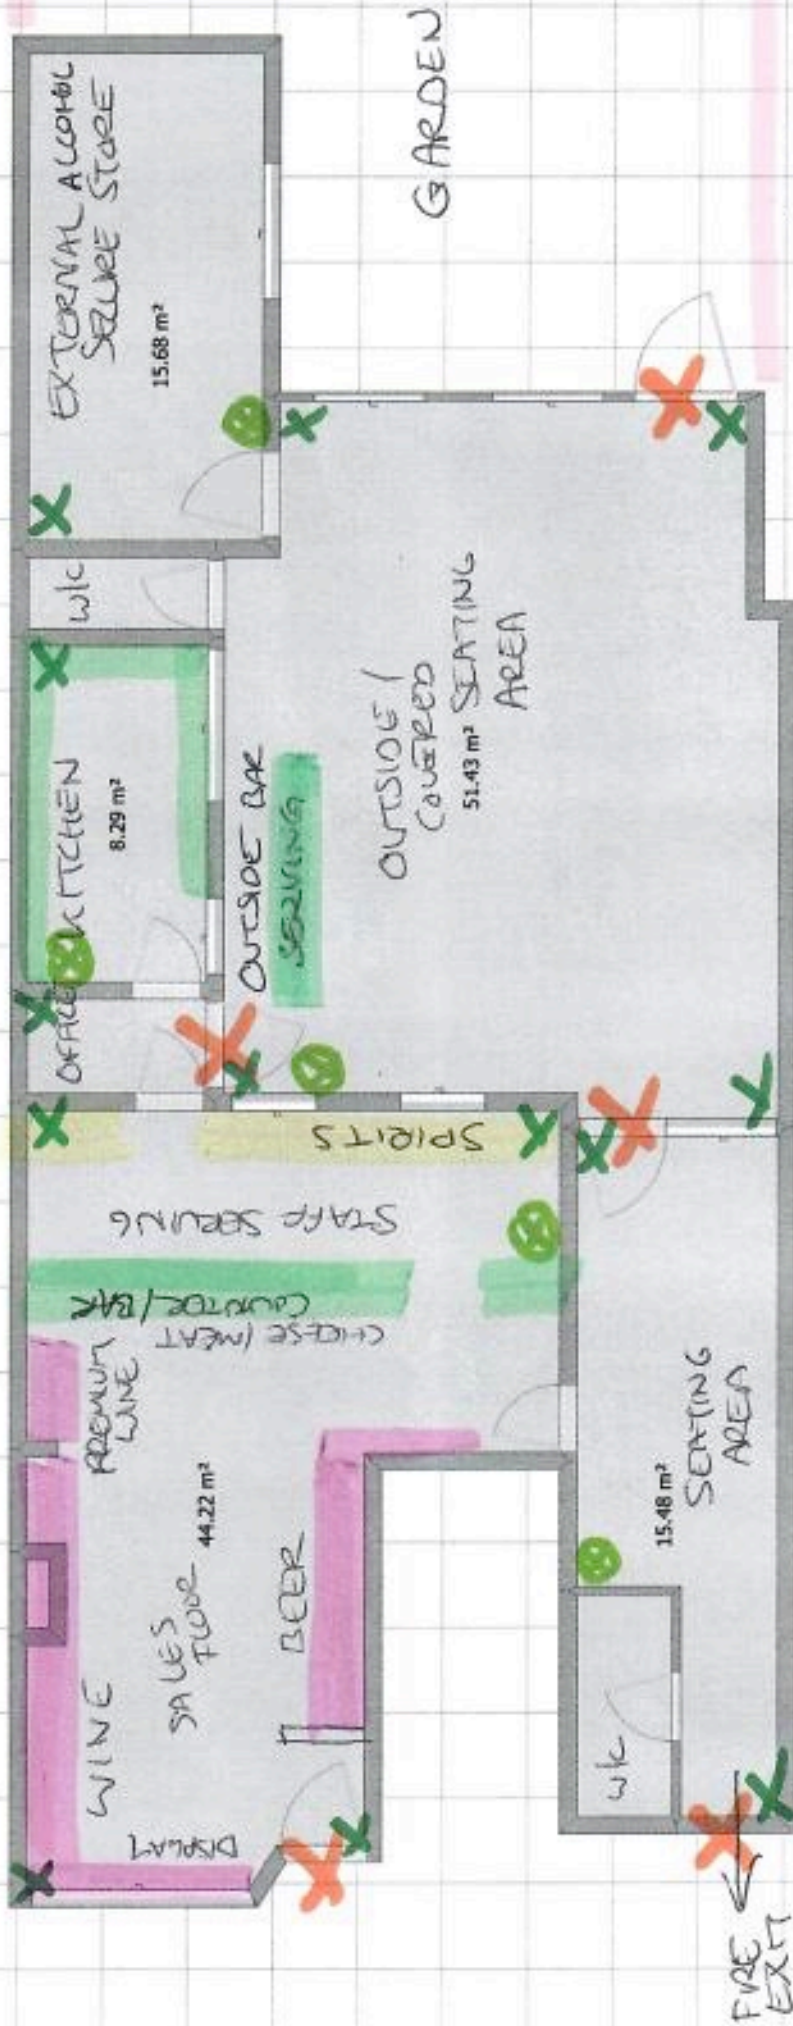 GARDEN
EXTERNAL ALCOHOL
SECURE STORE
15.68 m²
W/C
KITCHEN
8.29 m²
OFFICE
OUTSIDE BAR
SERVING
OUTSIDE /
COVERED SEATING
AREA
51.43 m²
SPIRITS
STAFF SERVING
COUNTER/BAR
CHEESE/MEAT
PREMIUM
WINE
WINE
SALES
FLOOR
44.22 m²
BEER
DISPLAY
SEATING
AREA
15.48 m²
W/C
FIRE
EXIT